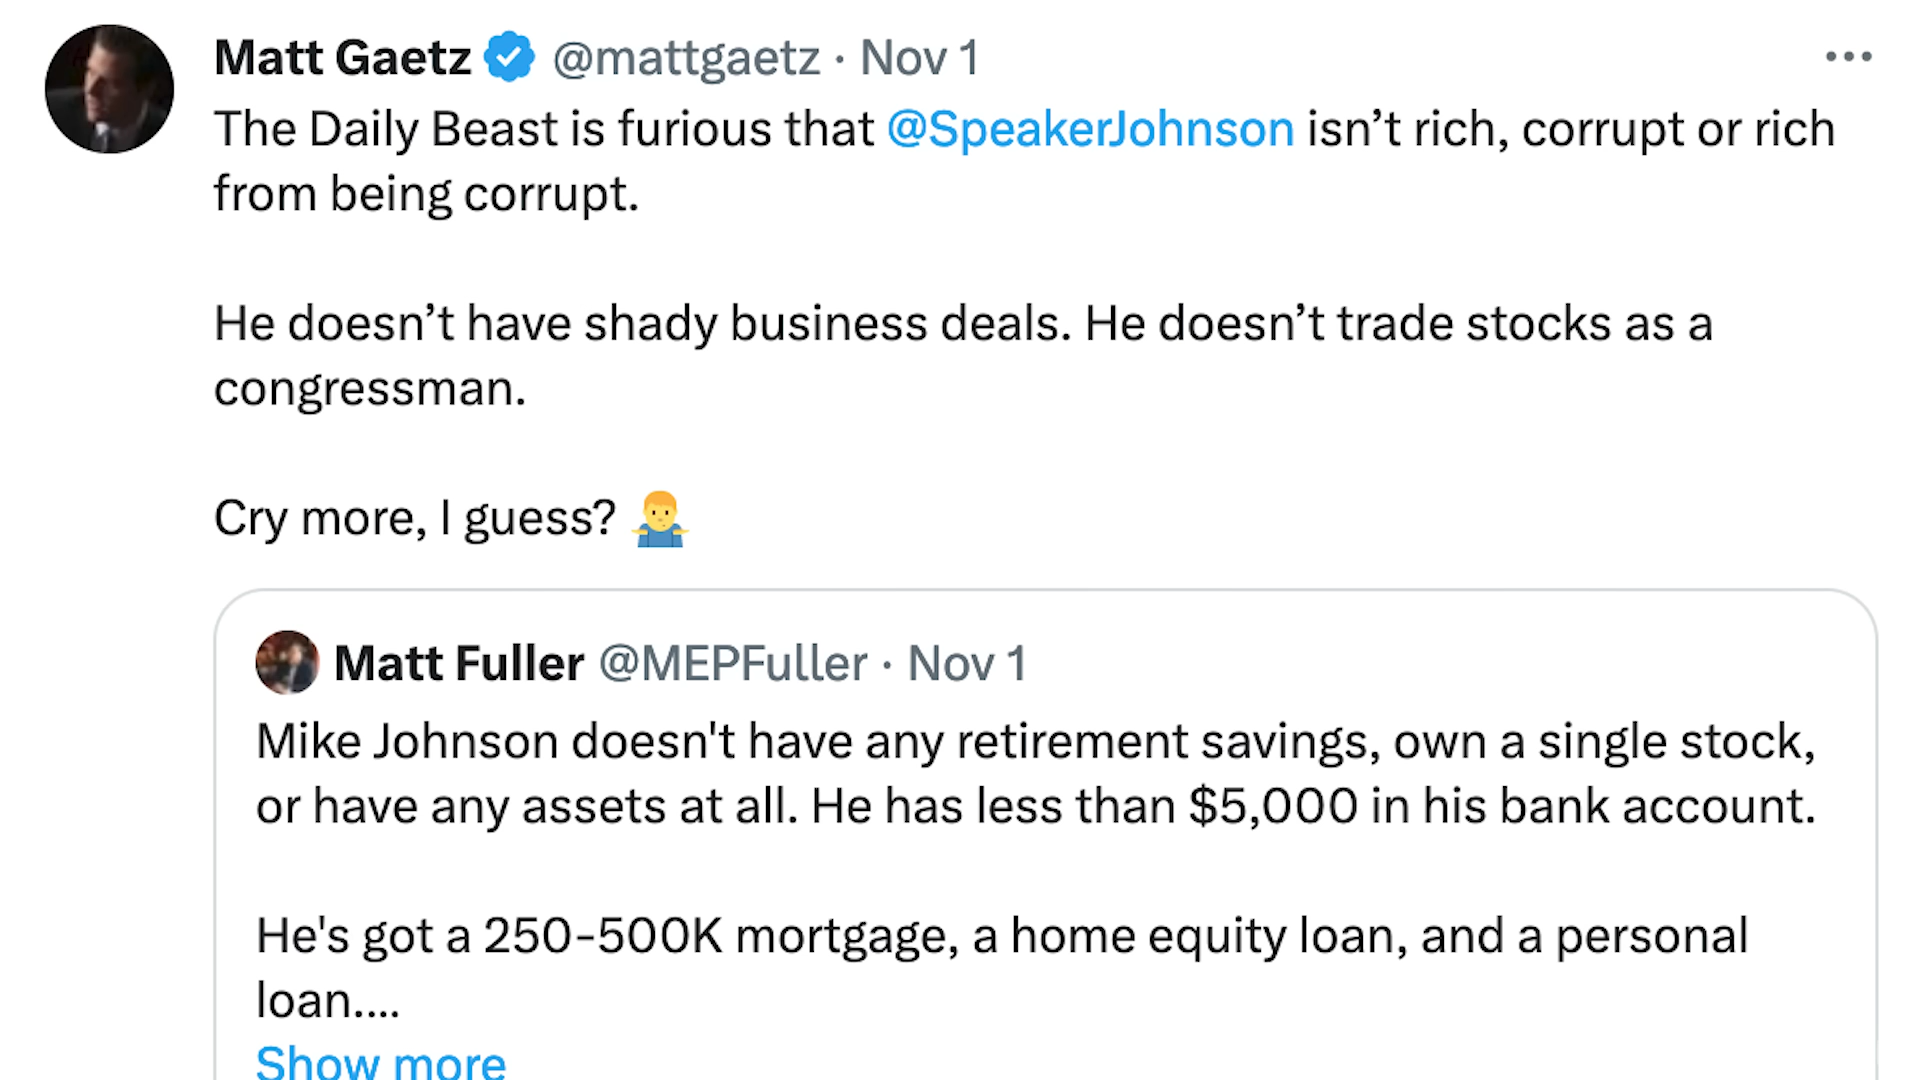 Matt Gaetz @mattgaetz · Nov 1
The Daily Beast is furious that @SpeakerJohnson isn’t rich, corrupt or rich
from being corrupt.
He doesn’t have shady business deals. He doesn’t trade stocks as a
congressman.
Cry more, I guess? 🤷‍♂️
Matt Fuller @MEPFuller · Nov 1
Mike Johnson doesn't have any retirement savings, own a single stock,
or have any assets at all. He has less than $5,000 in his bank account.
He's got a 250-500K mortgage, a home equity loan, and a personal
loan....
Show more